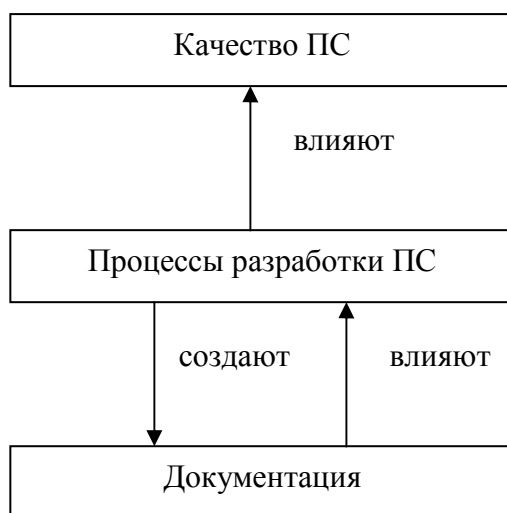 Качество ПС
влияют
Процессы разработки ПС
создают
влияют
Документация